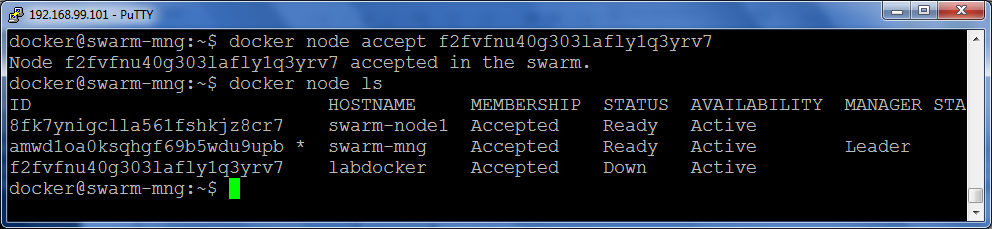 192.168.99.101 - PuTTY
docker@swarm-mng:~$ docker node accept f2fvfnu40g303lafly1q3yrv7
Node f2fvfnu40g303lafly1q3yrv7 accepted in the swarm.
docker@swarm-mng:~$ docker node ls
ID                           HOSTNAME     MEMBERSHIP  STATUS  AVAILABILITY  MANAGER STA
8fk7ynigclla561fshkjz8cr7    swarm-node1  Accepted    Ready   Active
amwd1oa0ksqhgf69b5wdu9upb *  swarm-mng    Accepted    Ready   Active        Leader
f2fvfnu40g303lafly1q3yrv7    labdocker    Accepted    Down    Active
docker@swarm-mng:~$